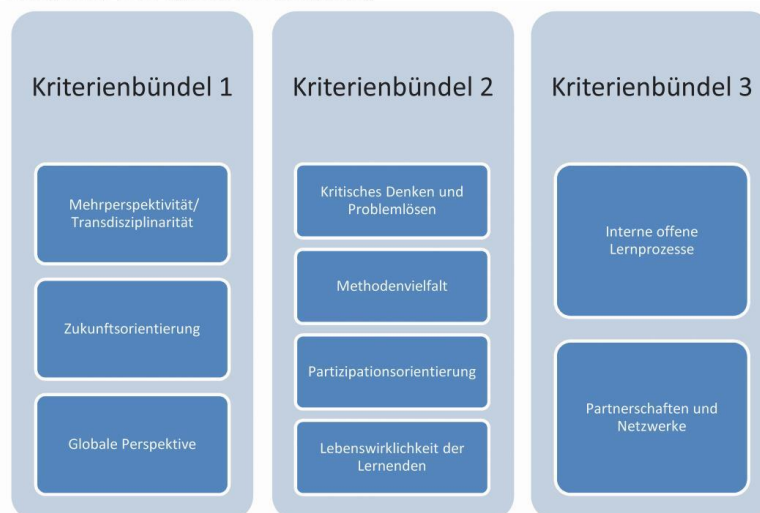 Kriterienbündel 1
Mehrperspektivität/
Transdisziplinarität
Zukunftsorientierung
Globale Perspektive
Kriterienbündel 2
Kritisches Denken und
Problemlösen
Methodenvielfalt
Partizipationsorientierung
Lebenswirklichkeit der
Lernenden
Kriterienbündel 3
Interne offene
Lernprozesse
Partnerschaften und
Netzwerke